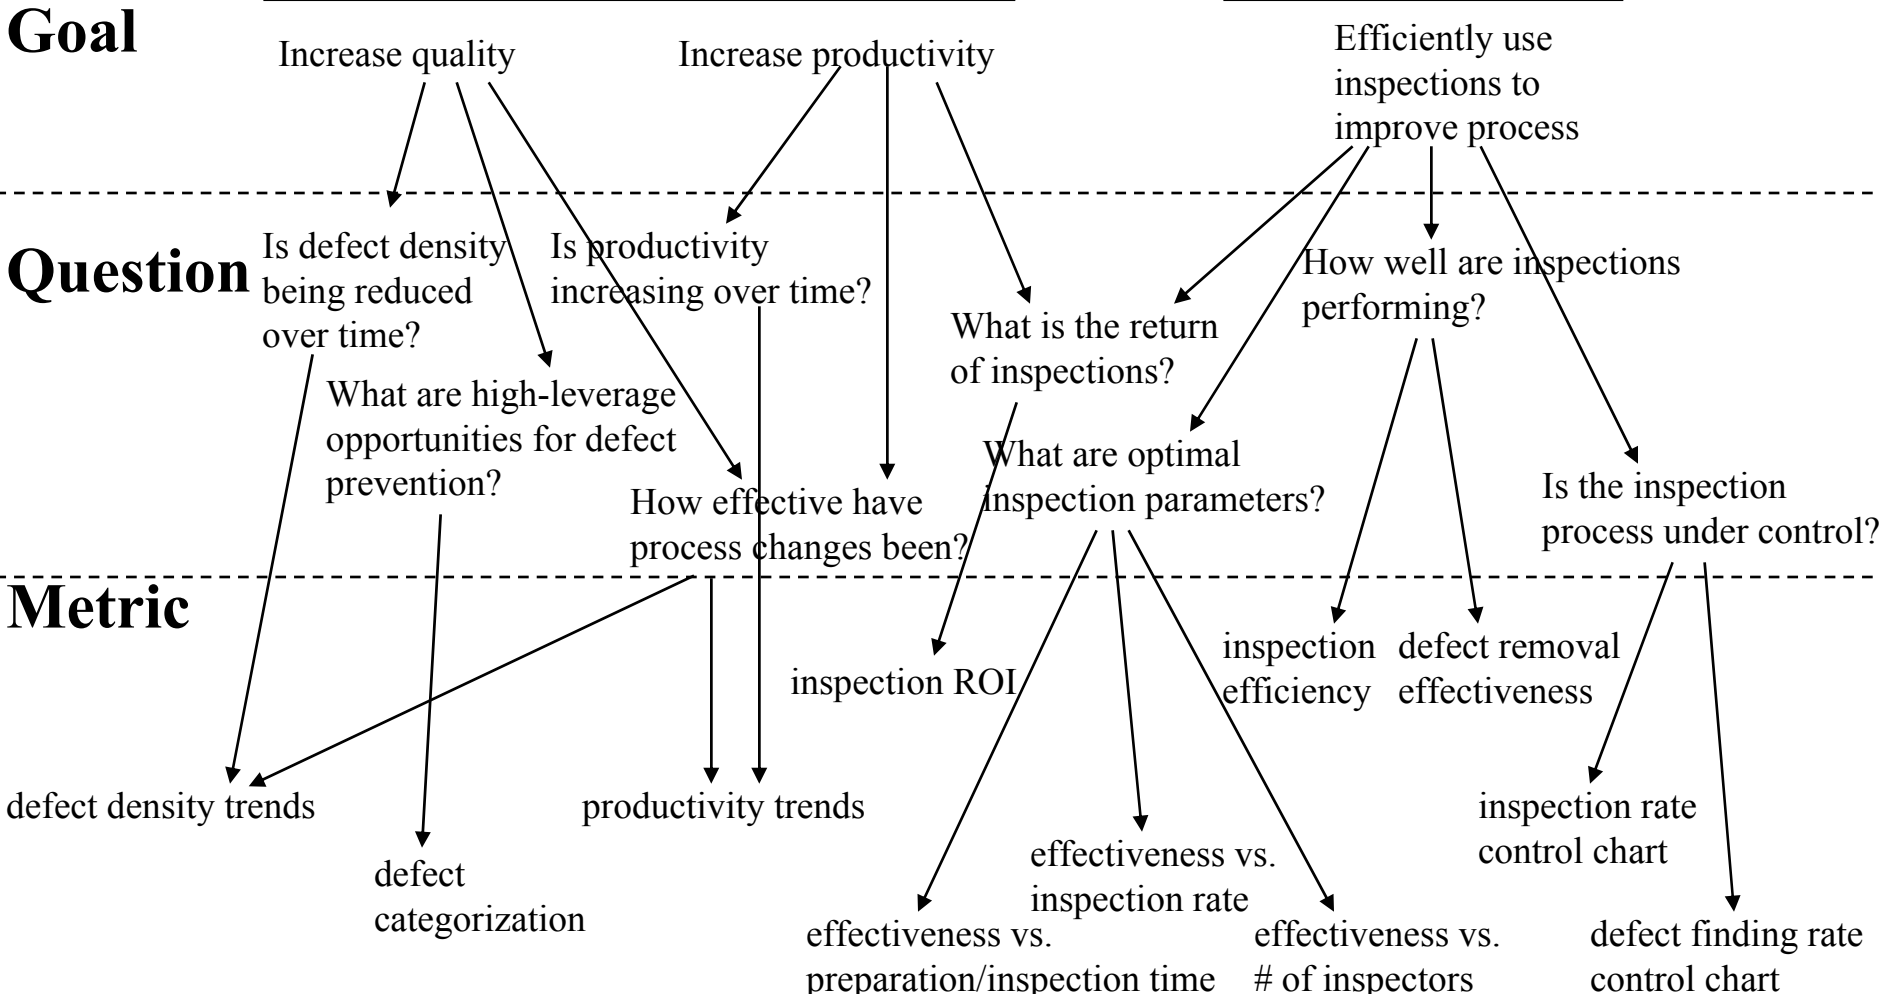 Goal
Increase quality
Increase productivity
Efficiently use
inspections to
improve process
Question
Is defect density
being reduced
over time?
Is productivity
increasing over time?
What is the return
of inspections?
How well are inspections
performing?
What are high-leverage
opportunities for defect
prevention?
How effective have
process changes been?
What are optimal
inspection parameters?
Is the inspection
process under control?
Metric
inspection ROI
inspection
efficiency
defect removal
effectiveness
defect density trends
productivity trends
inspection rate
control chart
defect
categorization
effectiveness vs.
inspection rate
effectiveness vs.
preparation/inspection time
effectiveness vs.
# of inspectors
defect finding rate
control chart